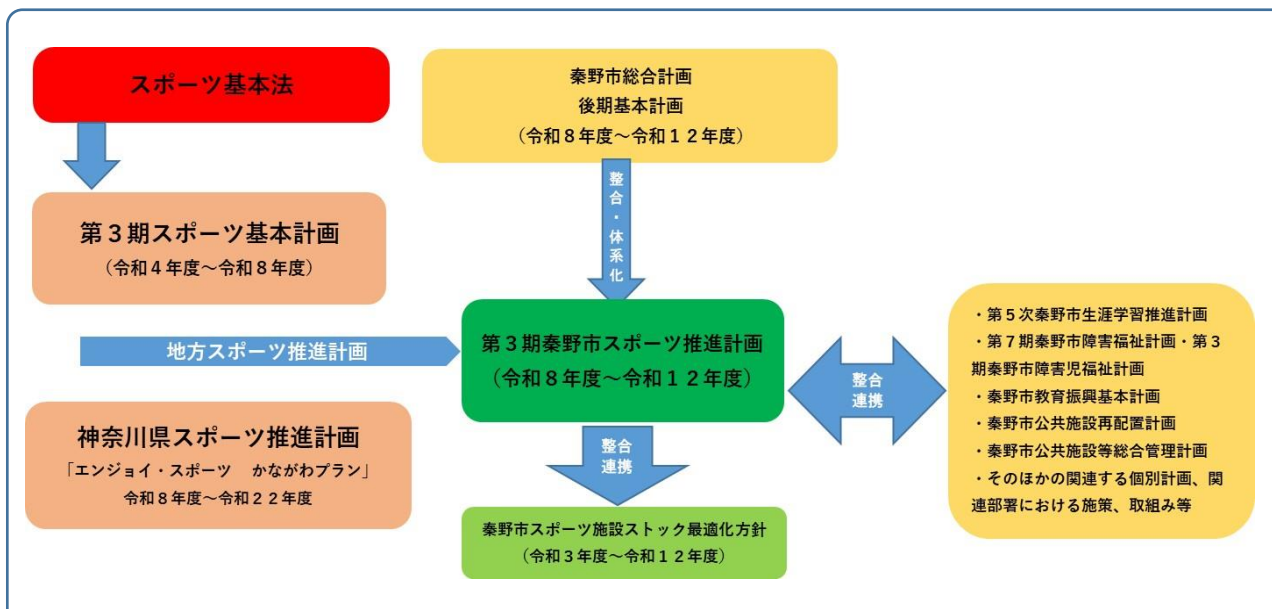 スポーツ基本法
第３期スポーツ基本計画
（令和４年度～令和８年度）
地方スポーツ推進計画
神奈川県スポーツ推進計画
「エンジョイ・スポーツ　かながわプラン」
令和８年度～令和２２年度
秦野市総合計画
後期基本計画
（令和８年度～令和１２年度）
整合・体系化
第３期秦野市スポーツ推進計画
（令和８年度～令和１２年度）
整合
連携
秦野市スポーツ施設ストック最適化方針
（令和３年度～令和１２年度）
整合
連携
・第５次秦野市生涯学習推進計画
・第７期秦野市障害福祉計画・第３
期秦野市障害児福祉計画
・秦野市教育振興基本計画
・秦野市公共施設再配置計画
・秦野市公共施設等総合管理計画
・そのほかの関連する個別計画、関
連部署における施策、取組み等